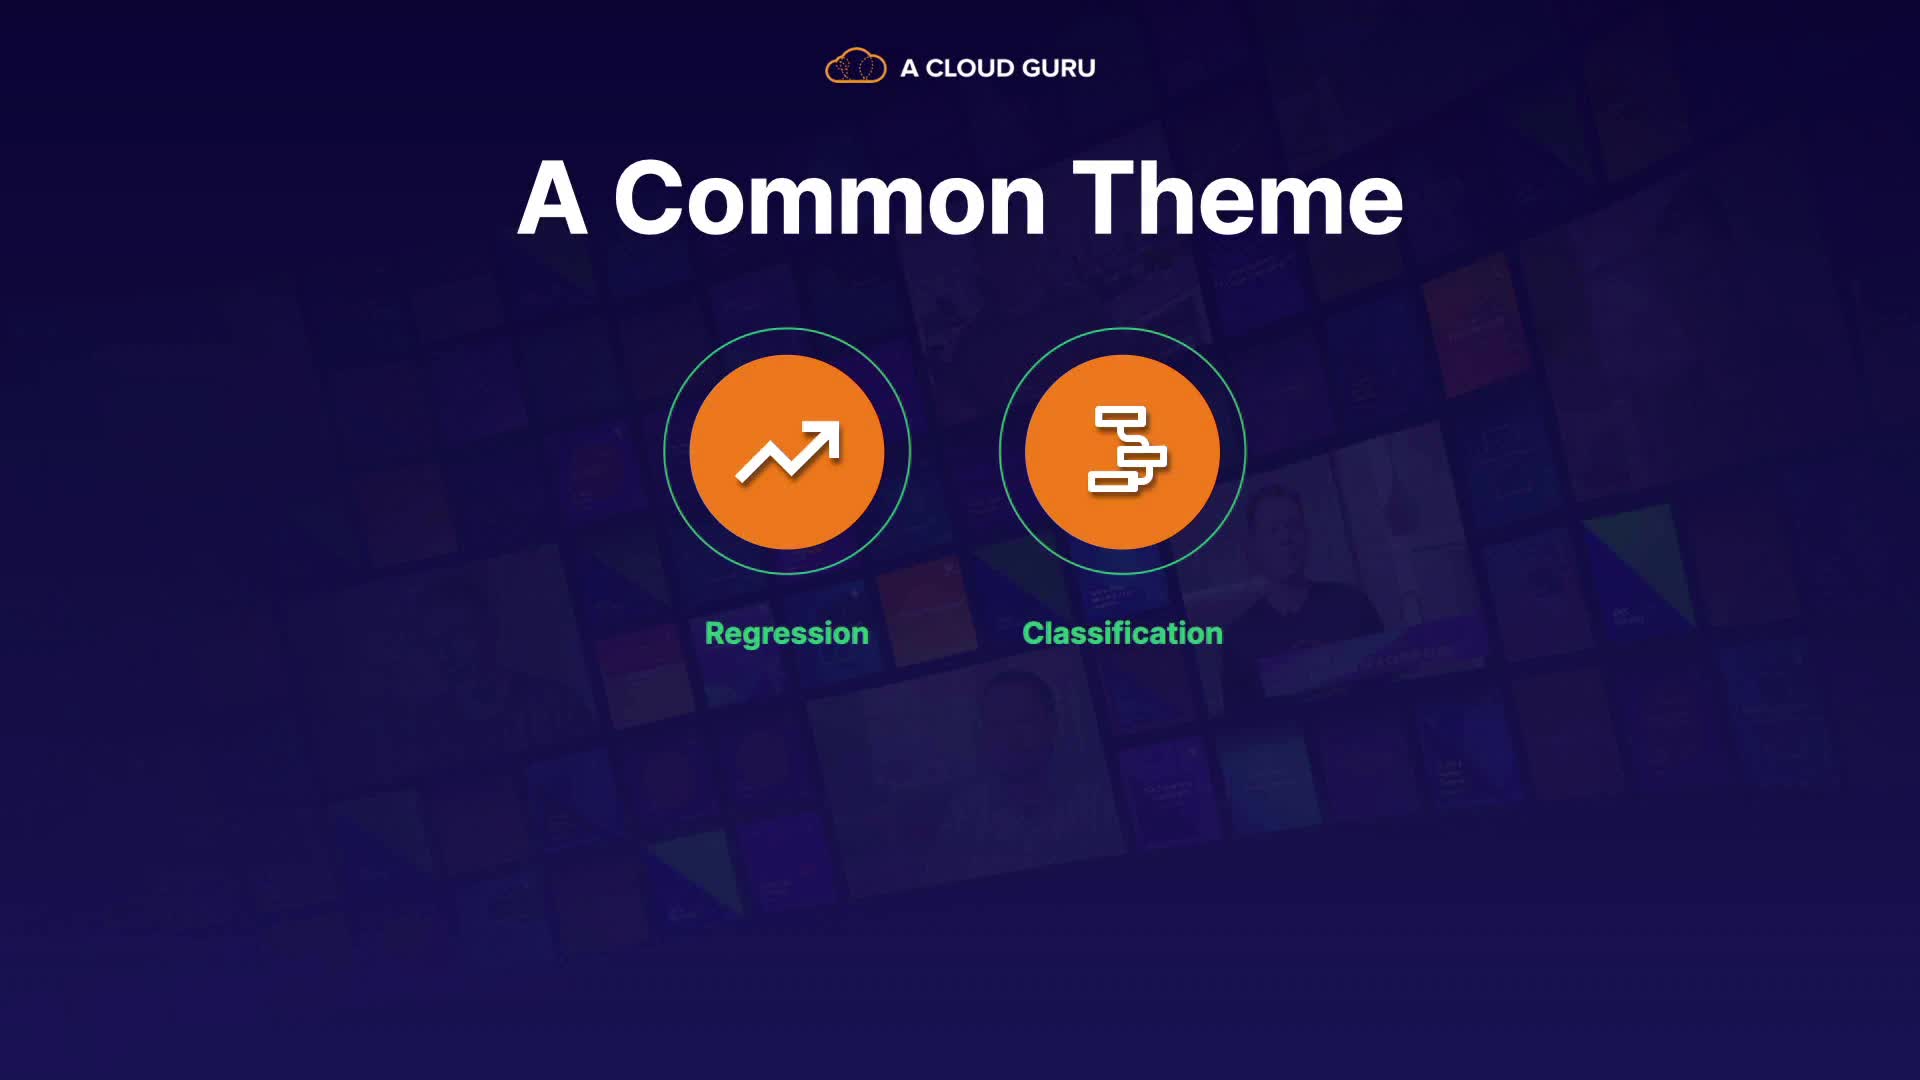 A CLOUD GURU
A Common Theme
Regression
Classification